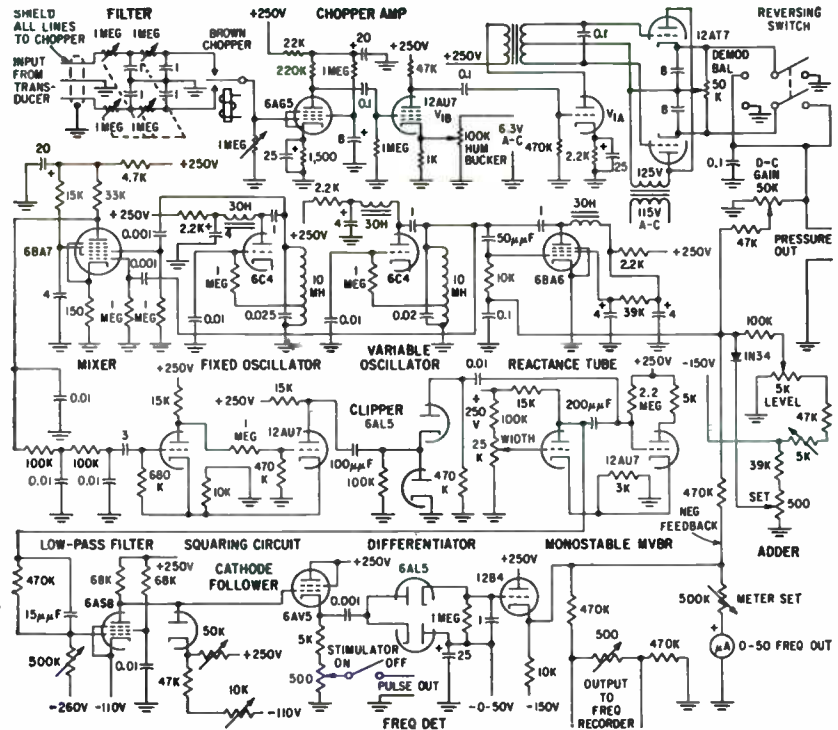 SHIELD
ALL LINES
TO CHOPPER
FILTER
1 MEG 1 MEG
INPUT
FROM
TRANS-
DUCER
1
1
1
1
1 MEG 1 MEG
BROWN
CHOPPER
+250V
CHOPPER AMP
22K
220K
20
+
1 MEG
+250V
47K
0.1
0.1
6AG5
12AU7
V1B
1 MEG
25
+
1,500
8
+
1 MEG
1K
100K
HUM
BUCKER
6.3V
A-C
+250V
0.1
470K
V1A
2.2K
+
25
12AT7
DEMOD
BAL
8
50
K
8
125V
115V
A-C
REVERSING
SWITCH
0.1
D-C
GAIN
50K
47K
PRESSURE
OUT
20
+
4.7K
+250V
15K
33K
+250V
0.001
6BA7
0.001
4
150
1
MEG
1
MEG
MIXER
2.2K
+
4
30H
1
6C4
1
MEG
0.01
0.025
+250V
10
MH
FIXED OSCILLATOR
2.2K
+
4
30H
1
6C4
1
MEG
0.01
0.02
10
MH
VARIABLE
OSCILLATOR
1
30H
50µµF
10K
0.1
6BA6
2.2K
+250V
4
+
39K
+
4
REACTANCE TUBE
100K
1N34
5K
LEVEL
-150V
47K
5K
39K
SET
500
ADDER
0.01
100K
100K
0.01
0.01
3
LOW-PASS FILTER
+250V
15K
15K
+250V
12AU7
1
MEG
680
K
10K
470
K
SQUARING CIRCUIT
CLIPPER
6AL5
100µµF
100K
470
K
DIFFERENTIATOR
0.01
+
250
V
100K
15K
25
K
WIDTH
200µµF
+250V
2.2
MEG
5K
12AU7
3K
MONOSTABLE MVBR
470K
NEG
FEEDBACK
470K
15µµF
500K
-260V
-110V
68K
+250V
68K
6AS8
0.01
CATHODE
FOLLOWER
50K
+250V
47K
10K
-110V
+250V
6AV5
0.001
5K
500
STIMULATOR
ON
OFF
PULSE OUT
6AL5
1 MEG
1
+
25
FREQ DET
-0-50V
+250V
12B4
10K
-150V
470K
500
470K
OUTPUT
TO
FREQ
RECORDER
500K
METER SET
+
µA
0-50 FREQ OUT